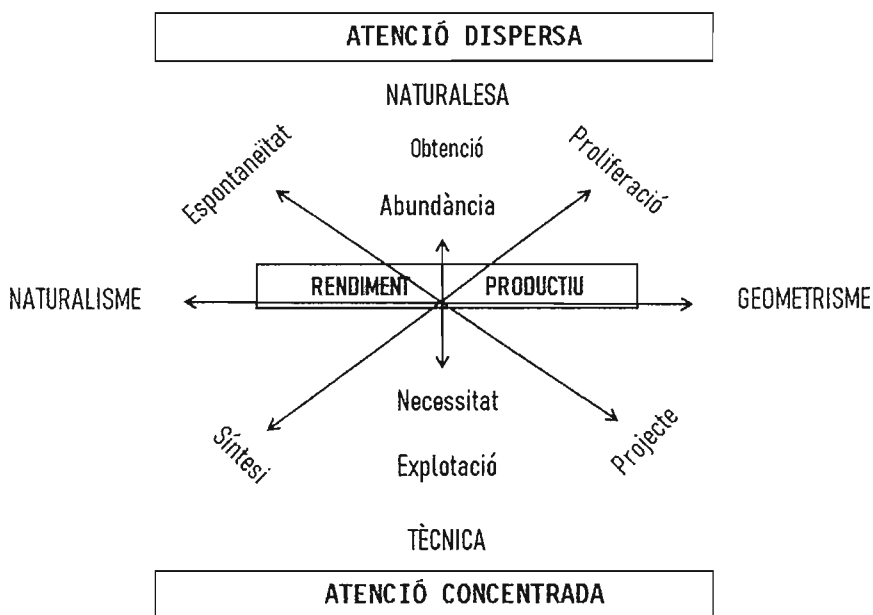 ATENCIÓ DISPERSA
NATURALESA
Obtenció
Espontaneïtat
Proliferació
Abundància
RENDIMENT PRODUCTIU
NATURALISME
GEOMETRISME
Necessitat
Síntesi
Projecte
Explotació
TÈCNICA
ATENCIÓ CONCENTRADA